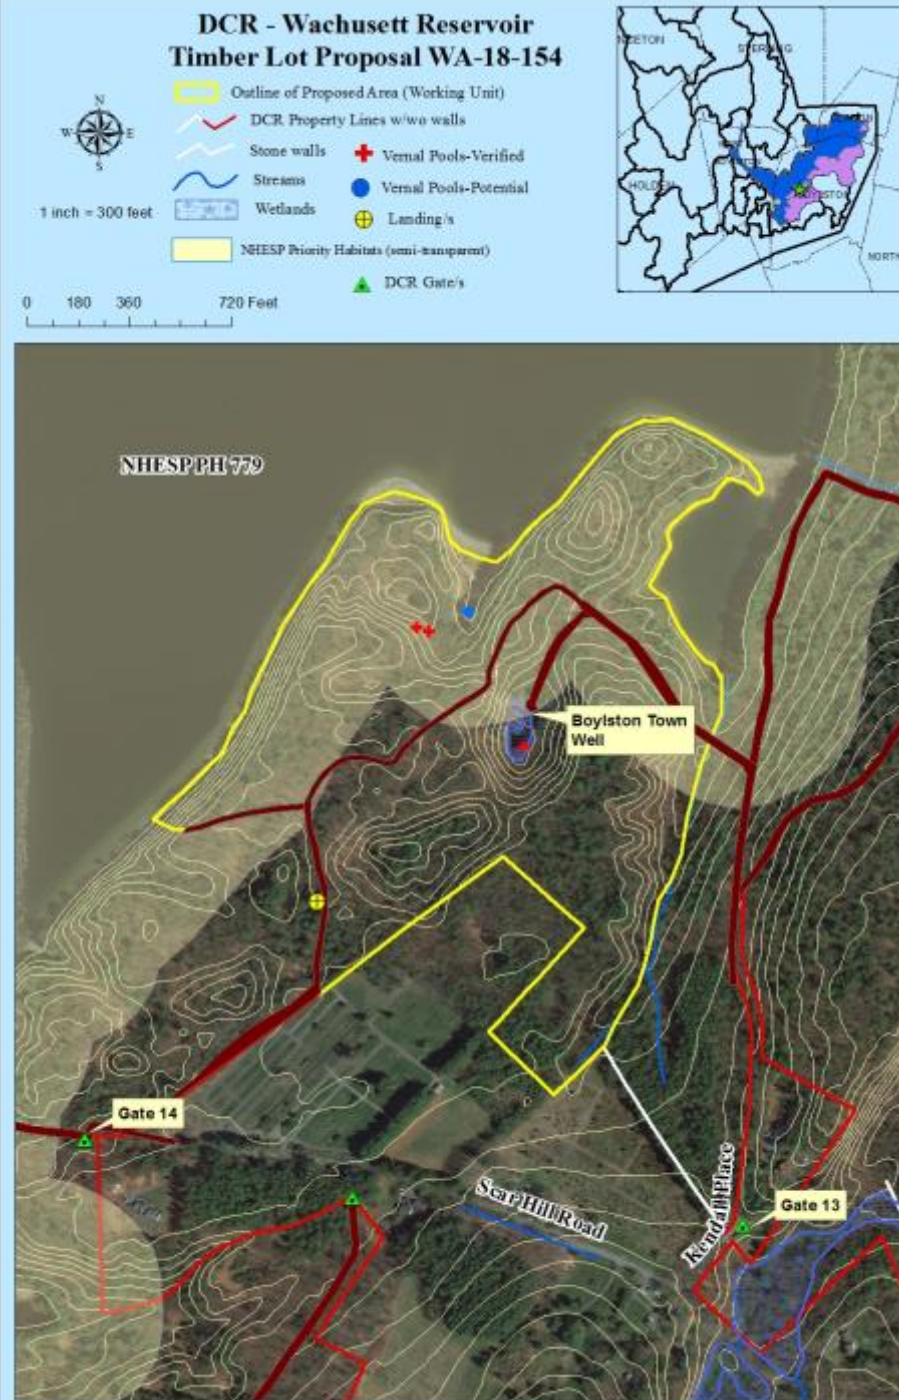 DCR - Wachusett Reservoir
Timber Lot Proposal WA-18-154
Outline of Proposed Area (Working Unit)
DCR Property Lines w/wo walls
Stone walls
Vernal Pools-Verified
Streams
Vernal Pools-Potential
Wetlands
Landing/s
NHESP Priority Habitats (semi-transparent)
DCR Gate/s
N
W
E
S
1 inch = 300 feet
0 180 360 720 Feet
STERLING
HOLDEN
NORTH
NHESP PH 779
Boylston Town
Well
Gate 14
Scar Hill Road
Kendall Place
Gate 13